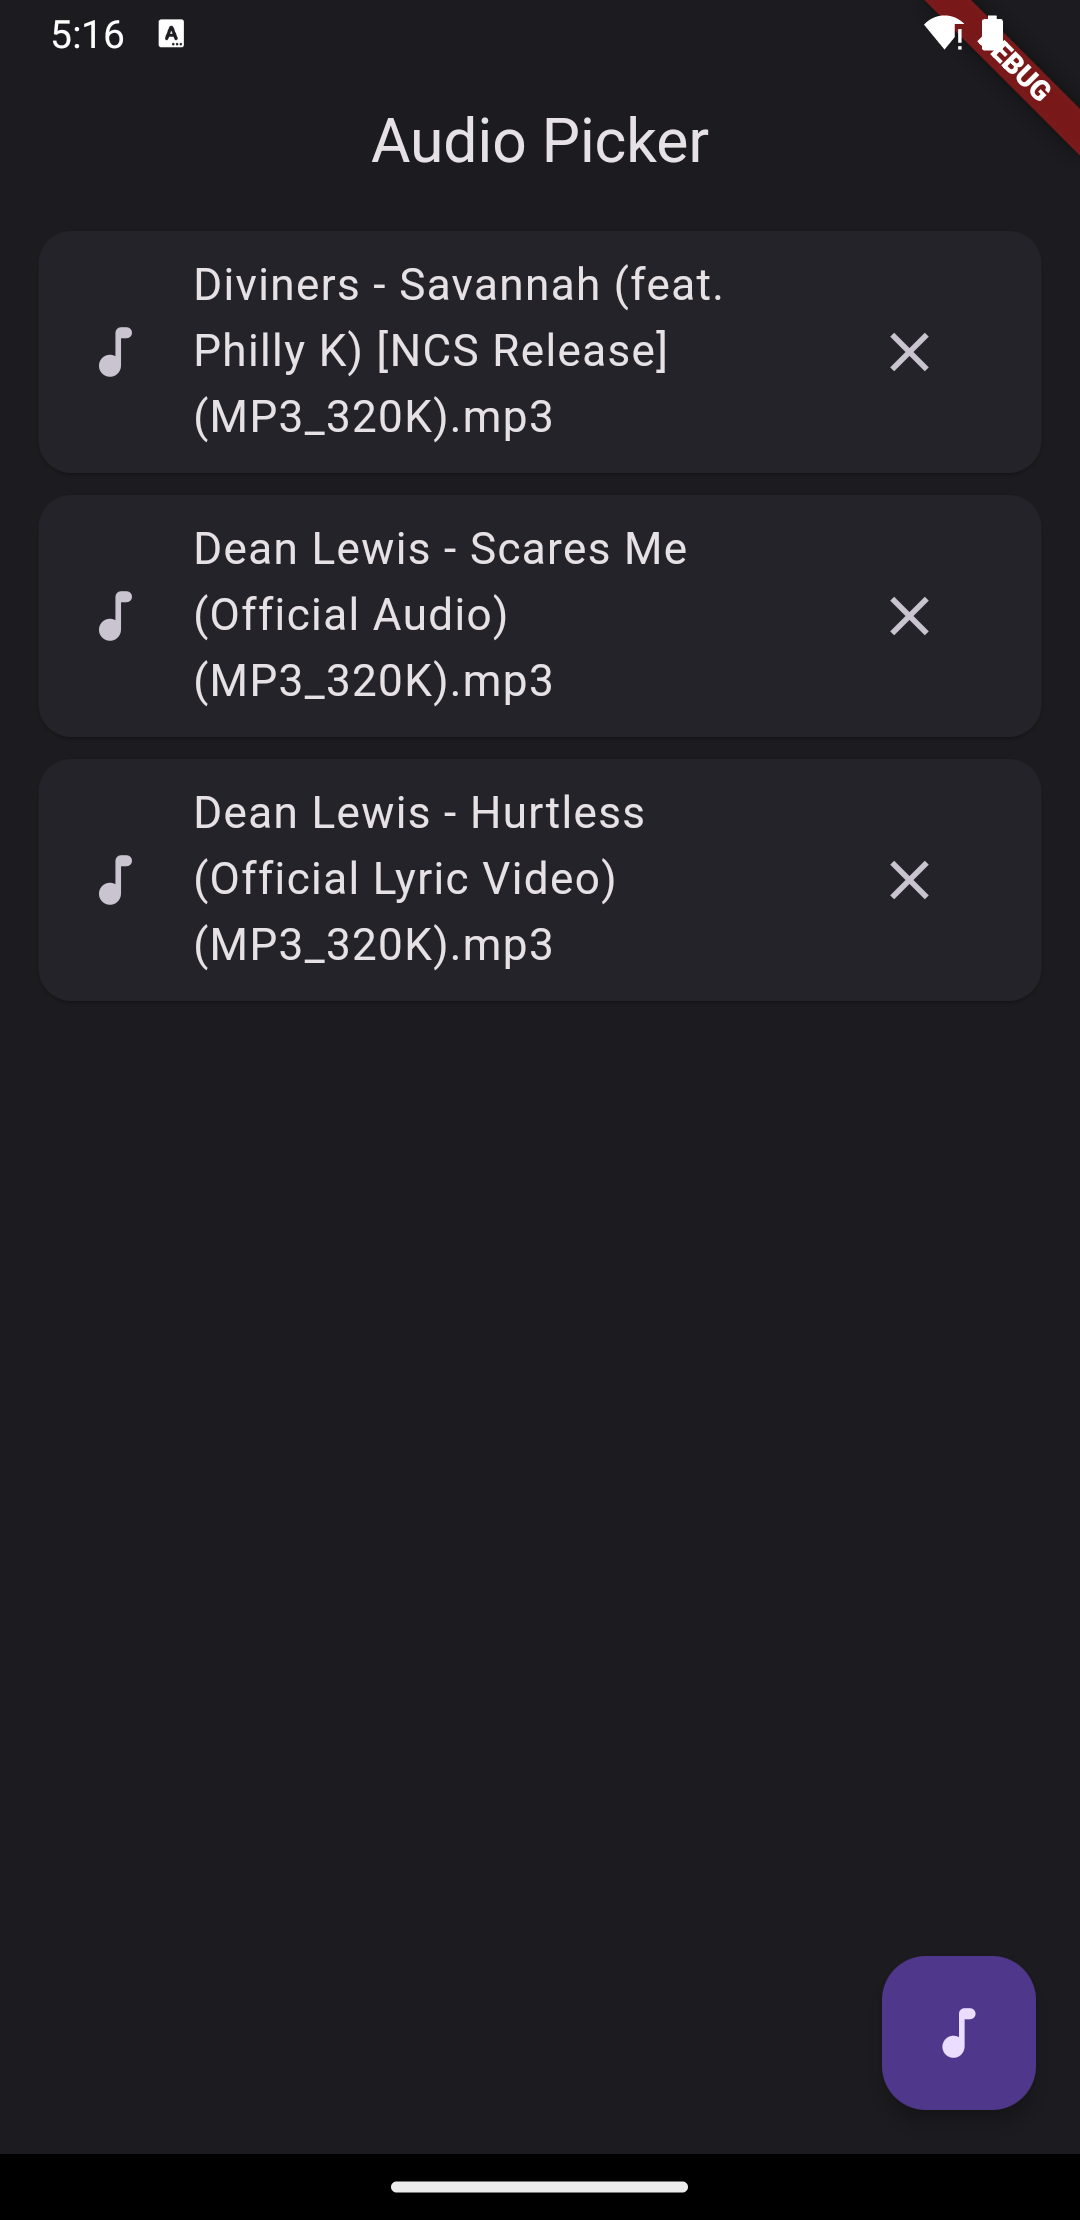 5:16
DEBUG
Audio Picker
Diviners - Savannah (feat.
Philly K) [NCS Release]
(MP3_320K).mp3
Dean Lewis - Scares Me
(Official Audio)
(MP3_320K).mp3
Dean Lewis - Hurtless
(Official Lyric Video)
(MP3_320K).mp3